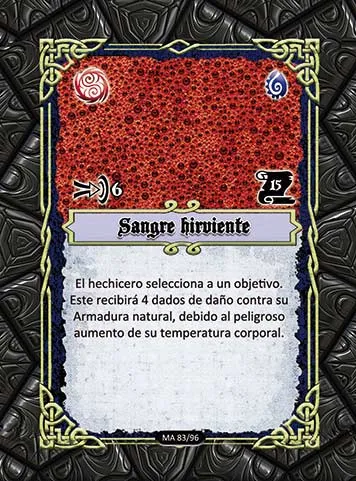 6
15
Sangre hirviente
El hechicero selecciona a un objetivo.
Este recibirá 4 dados de daño contra su
Armadura natural, debido al peligroso
aumento de su temperatura corporal.
MA 83/96